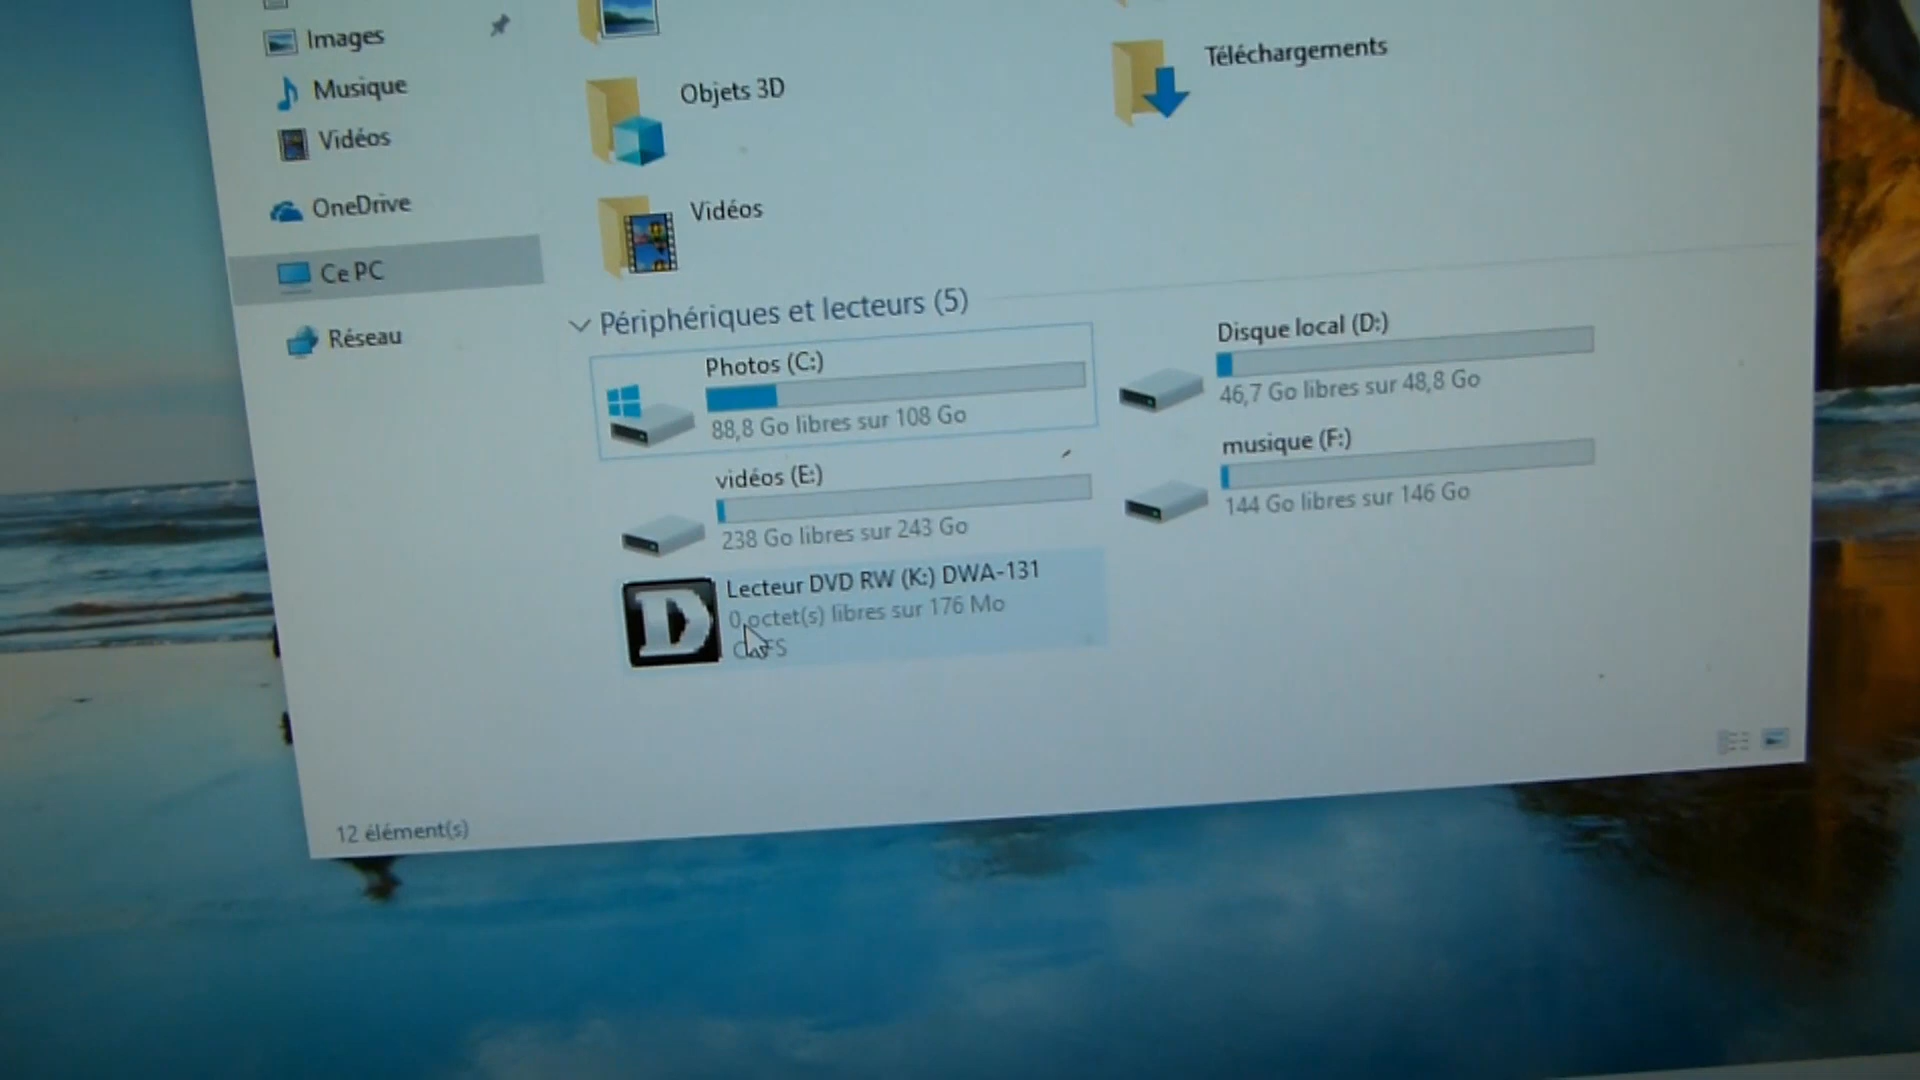 Images
Musique
Vidéos
OneDrive
Ce PC
Réseau
Objets 3D
Téléchargements
Vidéos
Périphériques et lecteurs (5)
Photos (C:)
88,8 Go libres sur 108 Go
Disque local (D:)
46,7 Go libres sur 48,8 Go
vidéos (E:)
238 Go libres sur 243 Go
musique (F:)
144 Go libres sur 146 Go
Lecteur DVD RW (K:) DWA-131
0 octet(s) libres sur 176 Mo
12 élément(s)